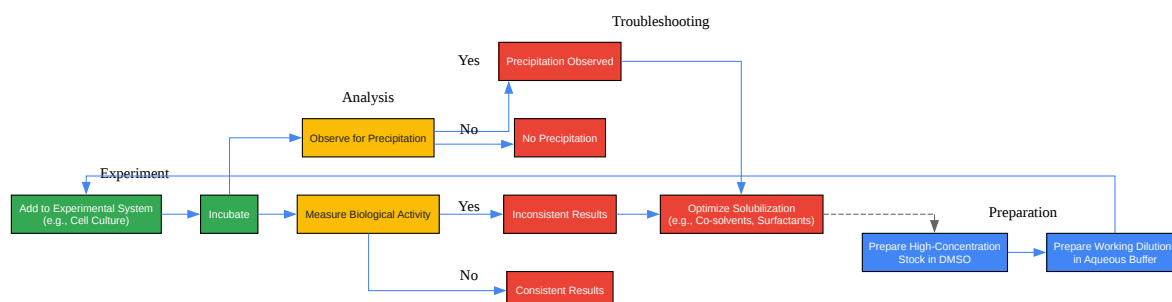 Troubleshooting
Yes
Precipitation Observed
Analysis
Observe for Precipitation
No
No Precipitation
Experiment
Add to Experimental System
(e.g., Cell Culture)
Incubate
Measure Biological Activity
Yes
Inconsistent Results
Optimize Solubilization
(e.g., Co-solvents, Surfactants)
Preparation
Prepare High-Concentration
Stock in DMSO
Prepare Working Dilution
in Aqueous Buffer
No
Consistent Results